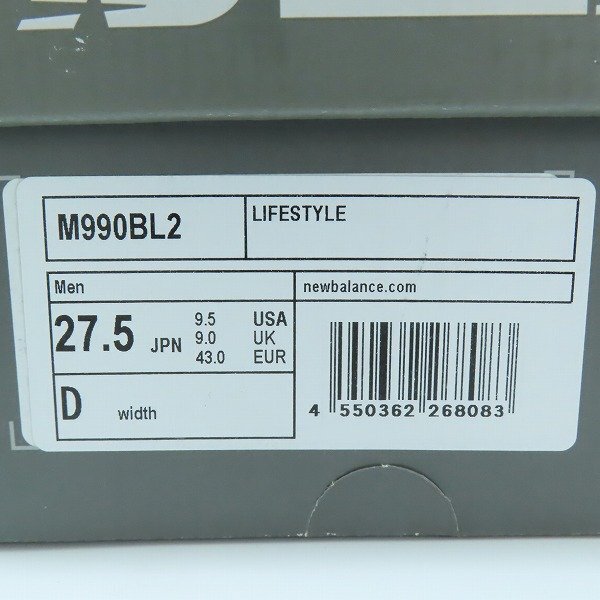 M990BL2
LIFESTYLE
Men
newbalance.com
27.5 JPN
9.5 USA
9.0 UK
43.0 EUR
D width
4 550362 268083